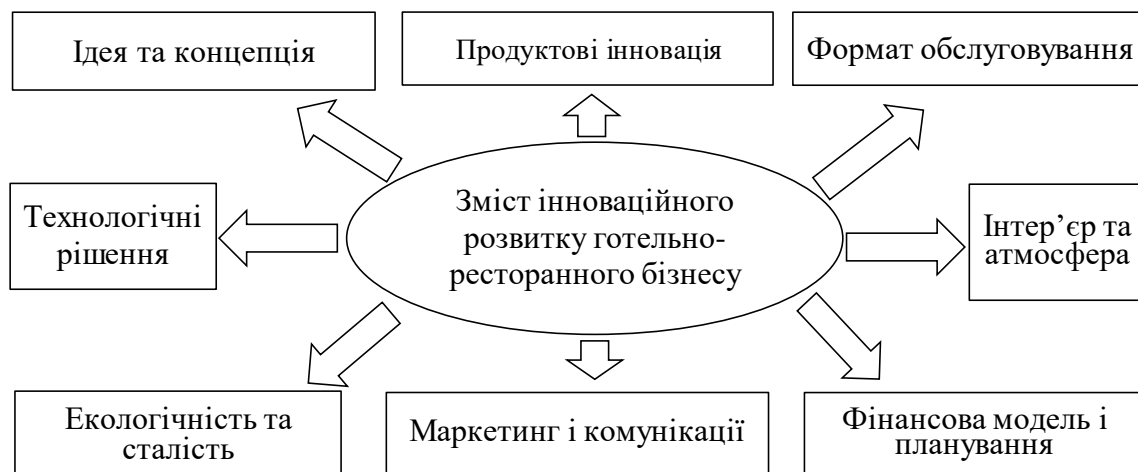 Ідея та концепція
Продуктові інновація
Формат обслуговування
Технологічні
рішення
Зміст інноваційного
розвитку готельно-
ресторанного бізнесу
Інтер’єр та
атмосфера
Екологічність та
сталість
Маркетинг і комунікації
Фінансова модель і
планування